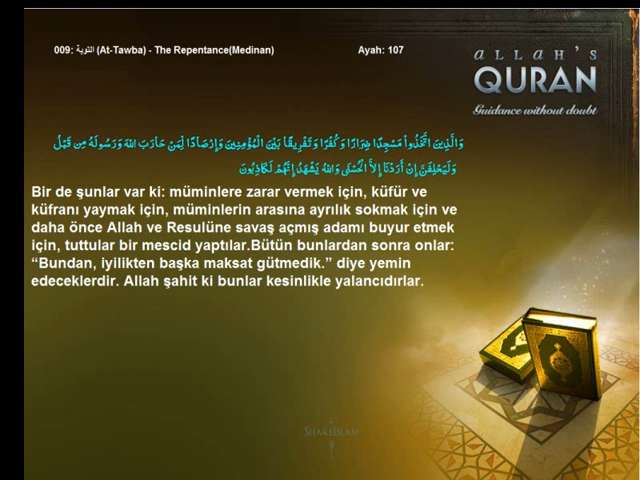 009: التوبة (At-Tawba) - The Repentance(Medinan) Ayah: 107
ALLAH'S
QURAN
Guidance without doubt
وَالَّذِينَ اتَّخَذُواْ مَسْجِدًا ضِرَارًا وَكُفْرًا وَتَفْرِيقًا بَيْنَ الْمُؤْمِنِينَ وَإِرْصَادًا لِّمَنْ حَارَبَ اللهَ وَرَسُولَهُ مِن قَبْلُ
وَلَيَحْلِفَنَّ إِنْ أَرَدْنَا إِلاَّ الْحُسْنَى وَاللهُ يَشْهَدُ إِنَّهُمْ لَكَاذِبُونَ
Bir de şunlar var ki: müminlere zarar vermek için, küfür ve
küfranı yaymak için, müminlerin arasına ayrılık sokmak için ve
daha önce Allah ve Resulüne savaş açmış adamı buyur etmek
için, tuttular bir mescid yaptılar.Bütün bunlardan sonra onlar:
“Bundan, iyilikten başka maksat gütmedik.” diye yemin
edeceklerdir. Allah şahit ki bunlar kesinlikle yalancıdırlar.
SHAREISLAM